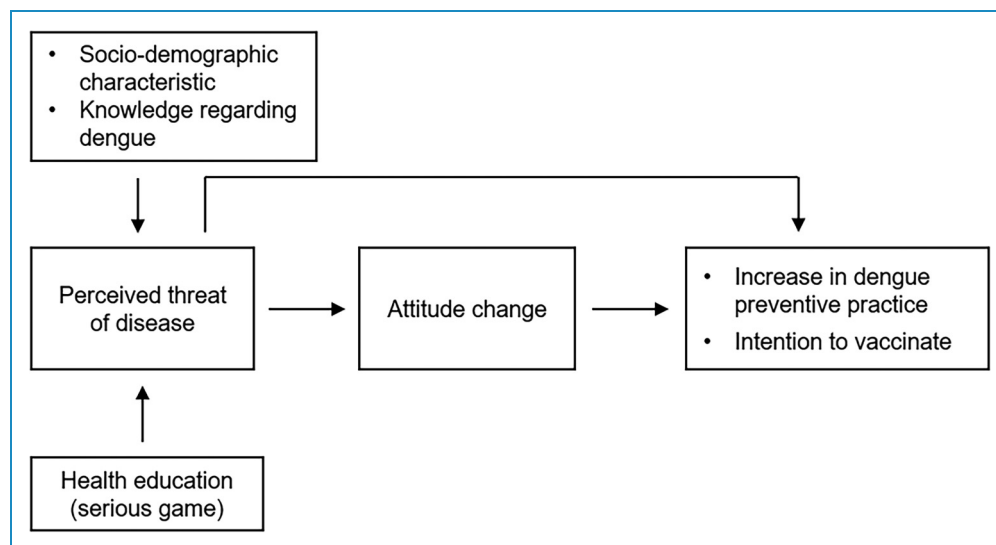 • Socio-demographic
characteristic
• Knowledge regarding
dengue
Perceived threat
of disease
Attitude change
• Increase in dengue
preventive practice
• Intention to vaccinate
Health education
(serious game)